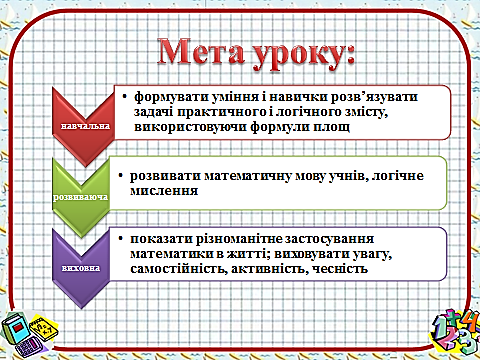 Мета уроку:
навчальна
• формувати уміння і навички розв’язувати
задачі практичного і логічного змісту,
використовуючи формули площ
розвиваюча
• розвивати математичну мову учнів, логічне
мислення
виховна
• показати різноманітне застосування
математики в житті; виховувати увагу,
самостійність, активність, чесність